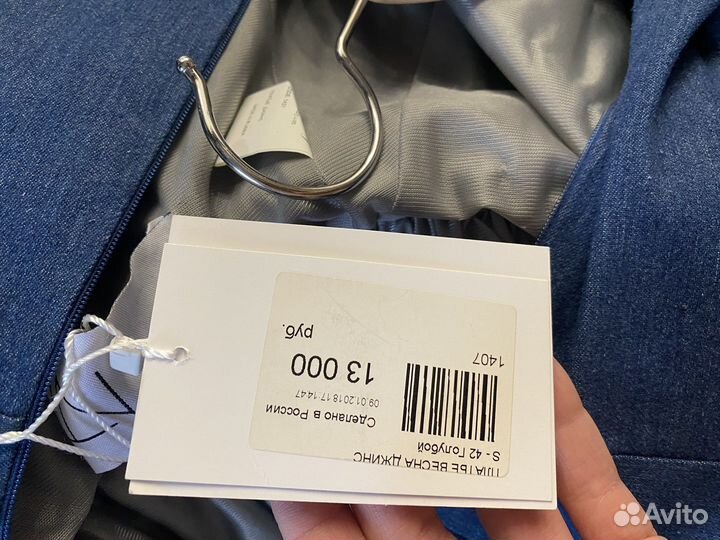 ПЛАТЬЕ ВЕСНА ДЖИНС
S - 42 Голубой
Сделано в России
09.01.2018 17:14:47
13 000
руб.
1407
Avito